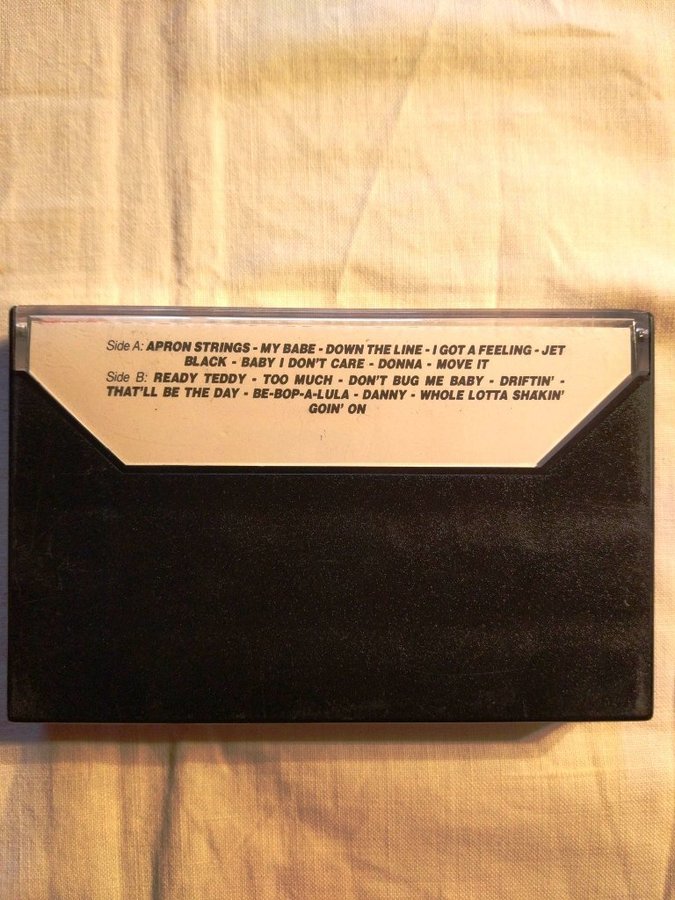 Side A: APRON STRINGS - MY BABE - DOWN THE LINE - I GOT A FEELING - JET
BLACK - BABY I DON'T CARE - DONNA - MOVE IT
Side B: READY TEDDY - TOO MUCH - DON'T BUG ME BABY - DRIFTIN' -
THAT'LL BE THE DAY - BE-BOP-A-LULA - DANNY - WHOLE LOTTA SHAKIN'
GOIN' ON